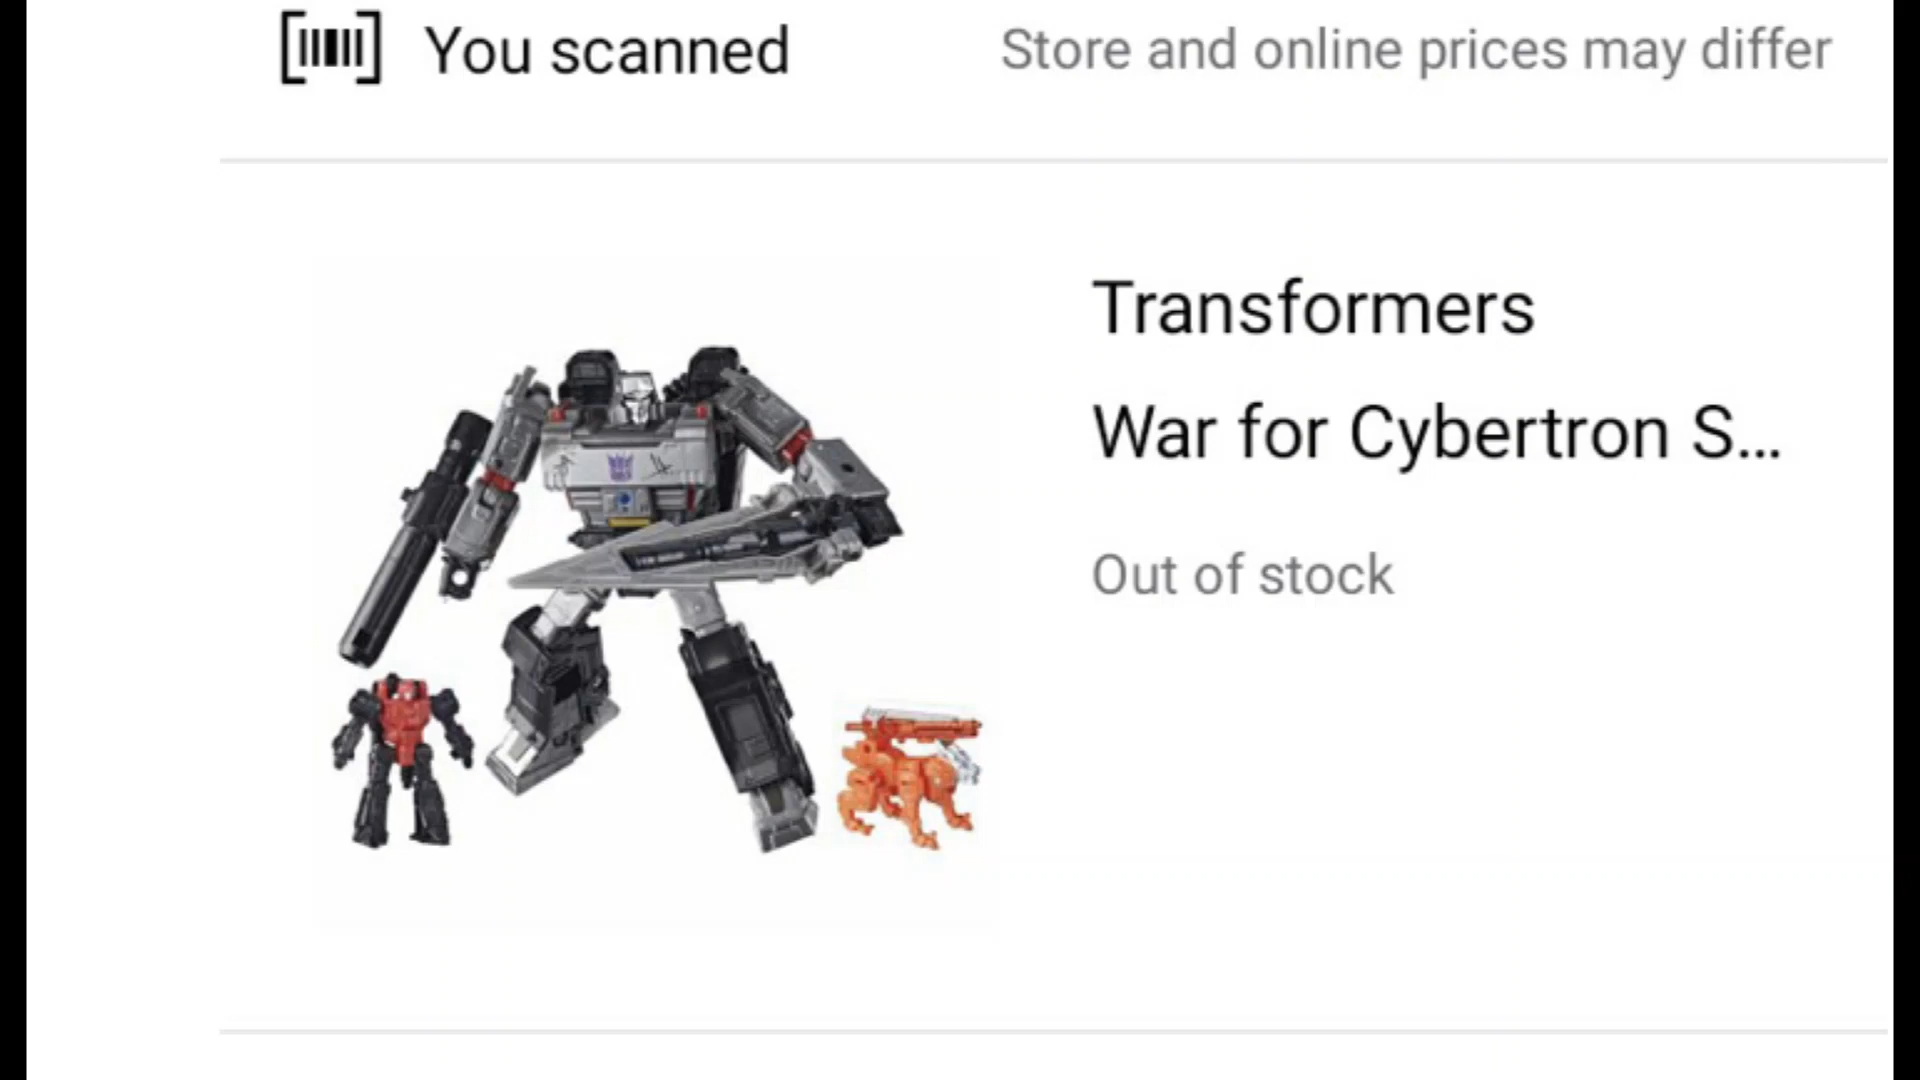 You scanned
Store and online prices may differ
Transformers
War for Cybertron S...
Out of stock